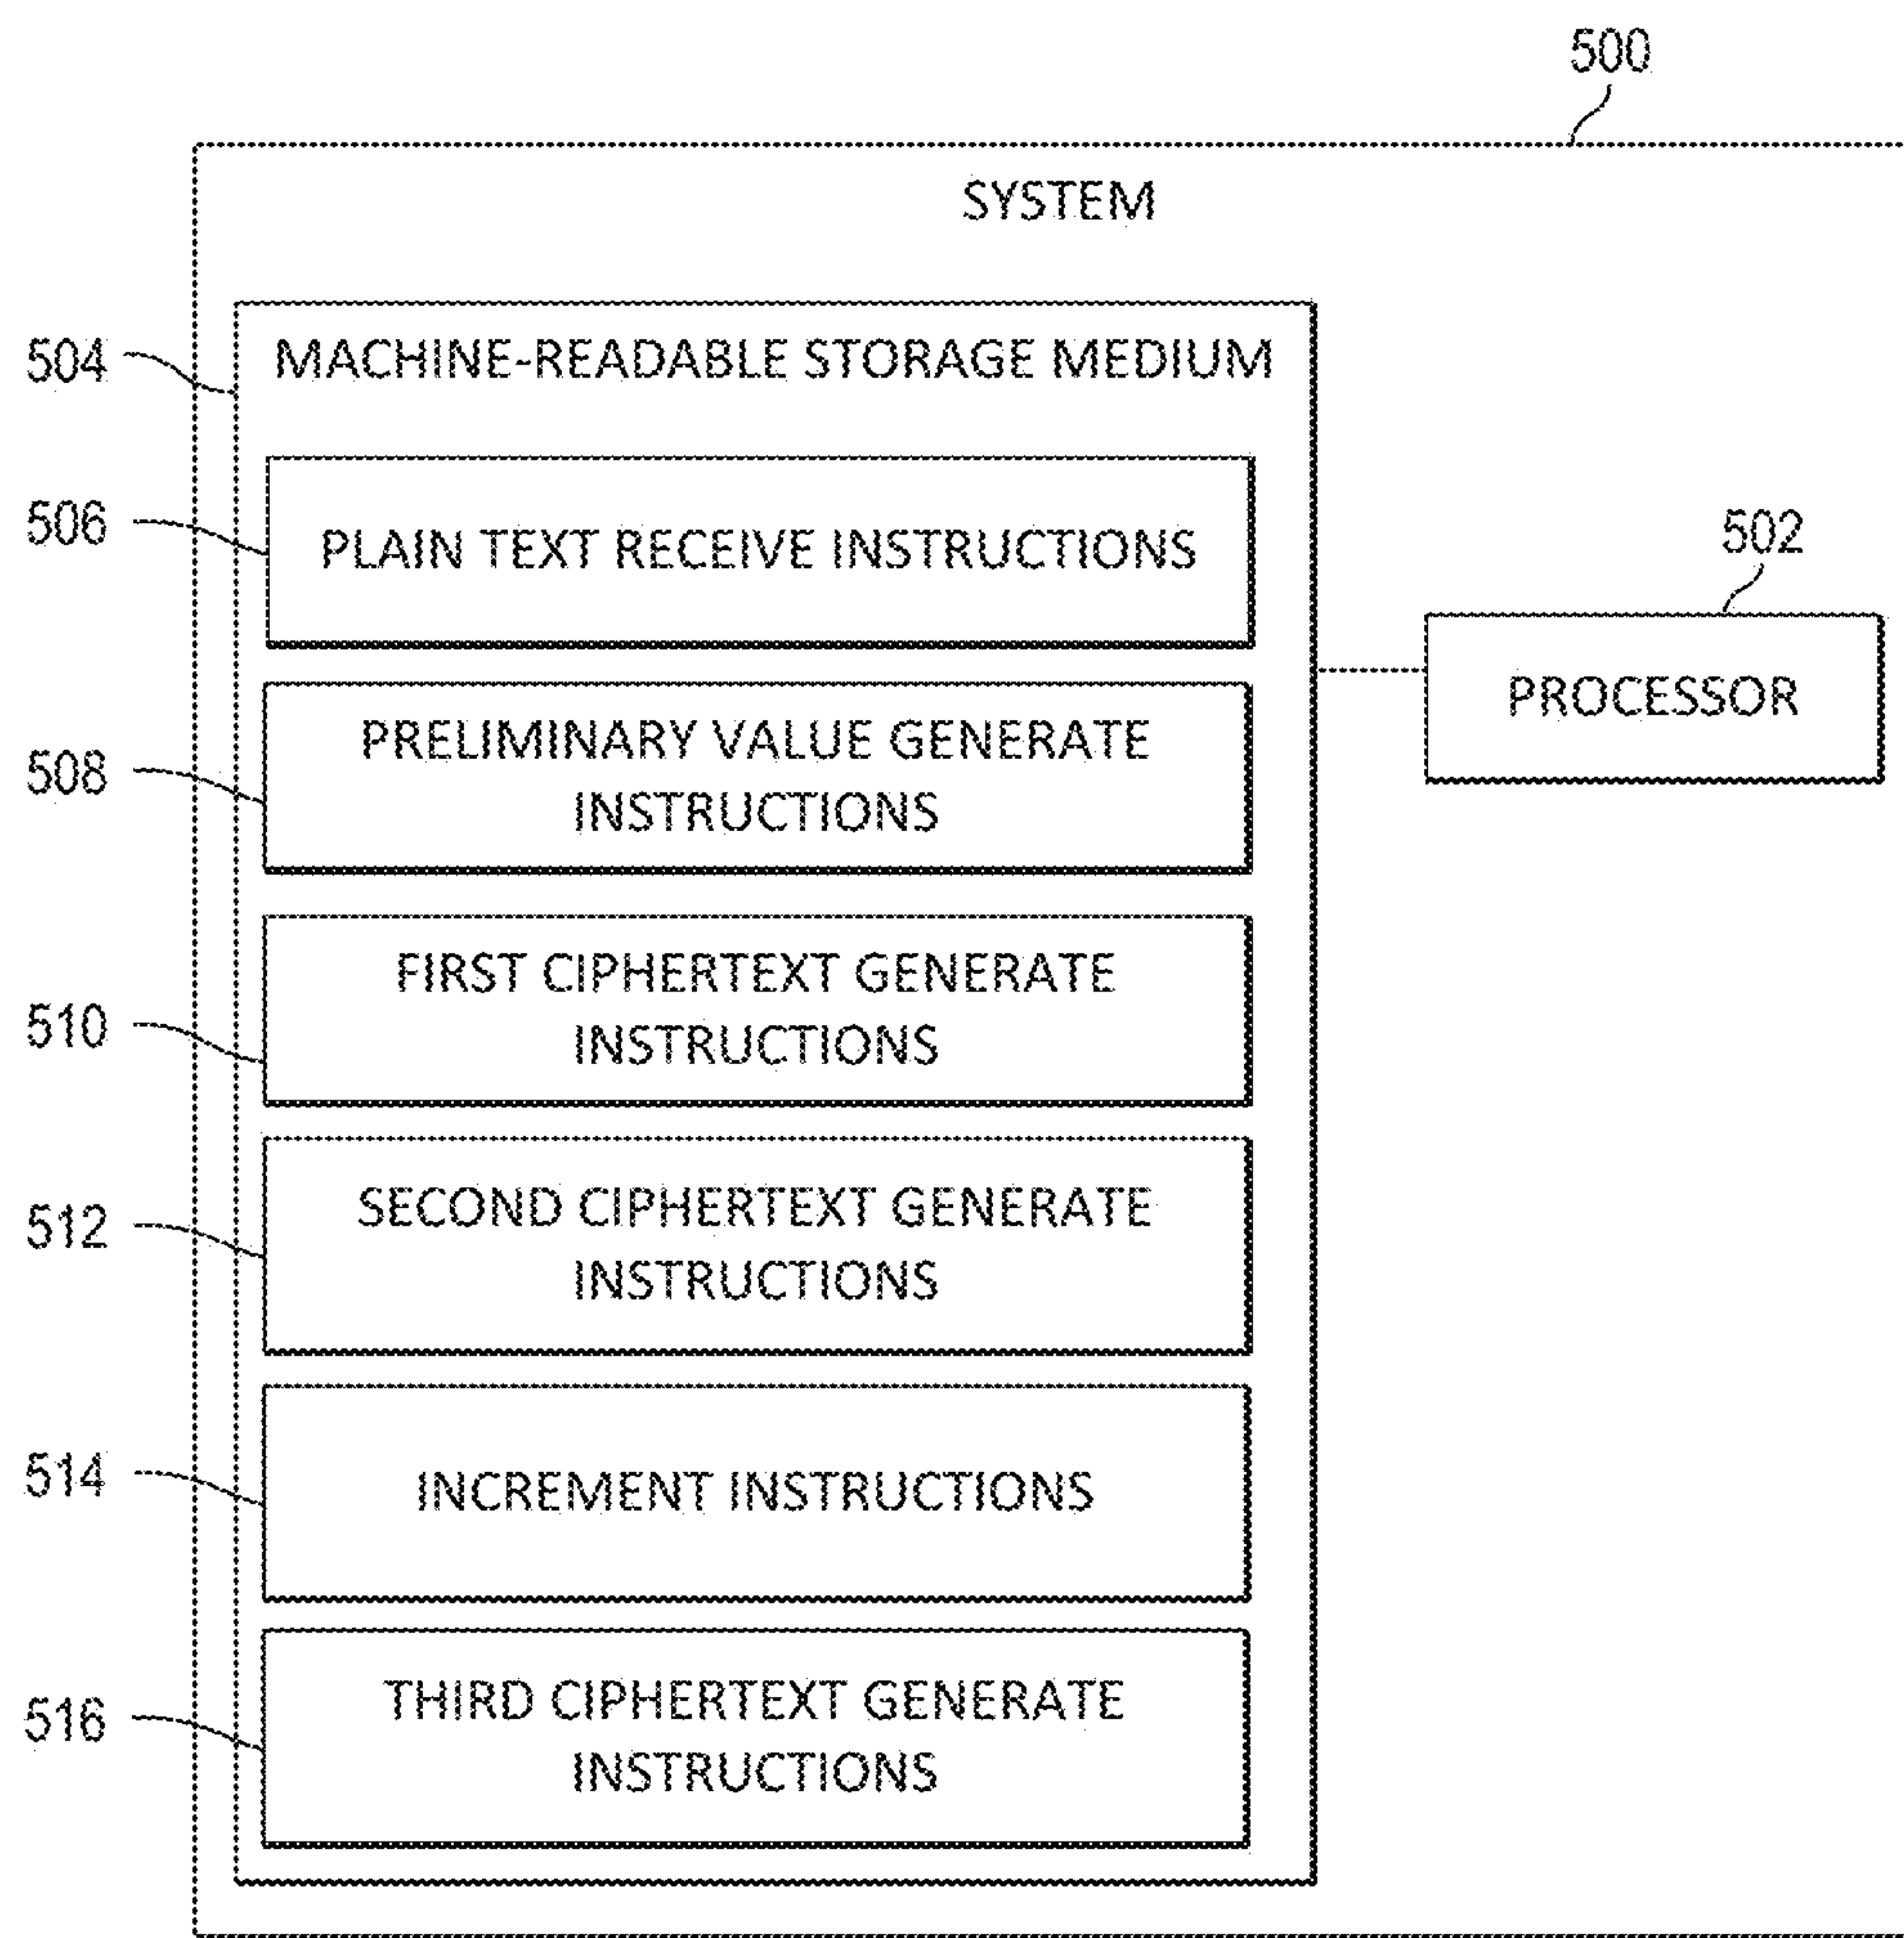 500
SYSTEM
504
MACHINE-READABLE STORAGE MEDIUM
506
PLAIN TEXT RECEIVE INSTRUCTIONS
502
PROCESSOR
508
PRELIMINARY VALUE GENERATE
INSTRUCTIONS
510
FIRST CIPHERTEXT GENERATE
INSTRUCTIONS
512
SECOND CIPHERTEXT GENERATE
INSTRUCTIONS
514
INCREMENT INSTRUCTIONS
516
THIRD CIPHERTEXT GENERATE
INSTRUCTIONS